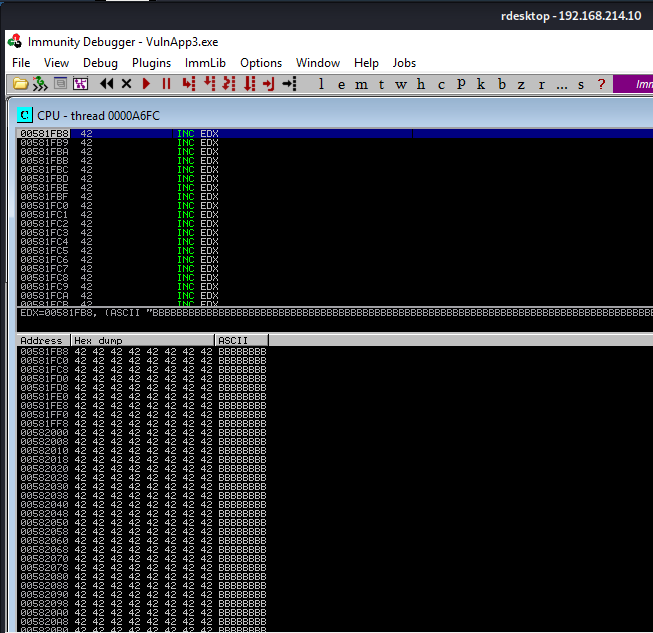 rdesktop - 192.168.214.10
Immunity Debugger - VulnApp3.exe
File View Debug Plugins ImmLib Options Window Help Jobs
l e m t w h c p k b z r ... s ? Imm
C CPU - thread 0000A6FC
00581FB8 42 INC EDX
00581FB9 42 INC EDX
00581FBA 42 INC EDX
00581FBB 42 INC EDX
00581FBC 42 INC EDX
00581FBD 42 INC EDX
00581FBE 42 INC EDX
00581FBF 42 INC EDX
00581FC0 42 INC EDX
00581FC1 42 INC EDX
00581FC2 42 INC EDX
00581FC3 42 INC EDX
00581FC4 42 INC EDX
00581FC5 42 INC EDX
00581FC6 42 INC EDX
00581FC7 42 INC EDX
00581FC8 42 INC EDX
00581FC9 42 INC EDX
00581FCA 42 INC EDX
00581FCB 42 INC EDX
EDX=00581FB8, (ASCII "BBBBBBBBBBBBBBBBBBBBBBBBBBBBBBBBBBBBBBBBBBBBBBBBBBBBBBBBBBBBBBBBBBBBBBBBBBBBBBBBBBBB
Address Hex dump ASCII
00581FB8 42 42 42 42 42 42 42 42 BBBBBBBB
00581FC0 42 42 42 42 42 42 42 42 BBBBBBBB
00581FC8 42 42 42 42 42 42 42 42 BBBBBBBB
00581FD0 42 42 42 42 42 42 42 42 BBBBBBBB
00581FD8 42 42 42 42 42 42 42 42 BBBBBBBB
00581FE0 42 42 42 42 42 42 42 42 BBBBBBBB
00581FE8 42 42 42 42 42 42 42 42 BBBBBBBB
00581FF0 42 42 42 42 42 42 42 42 BBBBBBBB
00581FF8 42 42 42 42 42 42 42 42 BBBBBBBB
00582000 42 42 42 42 42 42 42 42 BBBBBBBB
00582008 42 42 42 42 42 42 42 42 BBBBBBBB
00582010 42 42 42 42 42 42 42 42 BBBBBBBB
00582018 42 42 42 42 42 42 42 42 BBBBBBBB
00582020 42 42 42 42 42 42 42 42 BBBBBBBB
00582028 42 42 42 42 42 42 42 42 BBBBBBBB
00582030 42 42 42 42 42 42 42 42 BBBBBBBB
00582038 42 42 42 42 42 42 42 42 BBBBBBBB
00582040 42 42 42 42 42 42 42 42 BBBBBBBB
00582048 42 42 42 42 42 42 42 42 BBBBBBBB
00582050 42 42 42 42 42 42 42 42 BBBBBBBB
00582058 42 42 42 42 42 42 42 42 BBBBBBBB
00582060 42 42 42 42 42 42 42 42 BBBBBBBB
00582068 42 42 42 42 42 42 42 42 BBBBBBBB
00582070 42 42 42 42 42 42 42 42 BBBBBBBB
00582078 42 42 42 42 42 42 42 42 BBBBBBBB
00582080 42 42 42 42 42 42 42 42 BBBBBBBB
00582088 42 42 42 42 42 42 42 42 BBBBBBBB
00582090 42 42 42 42 42 42 42 42 BBBBBBBB
00582098 42 42 42 42 42 42 42 42 BBBBBBBB
005820A0 42 42 42 42 42 42 42 42 BBBBBBBB
005820A8 42 42 42 42 42 42 42 42 BBBBBBBB
005820B0 42 42 42 42 42 42 42 42 BBBBBBBB